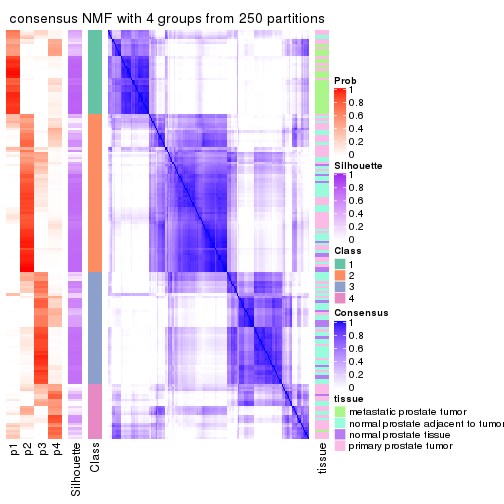 consensus NMF with 4 groups from 250 partitions
Prob
1
0.8
0.6
0.4
0.2
0
Silhouette
1
0.8
0.6
0.4
0.2
0
Class
1
2
3
4
Consensus
1
0.8
0.6
0.4
0.2
0
tissue
metastatic prostate tumor
normal prostate adjacent to tumor
normal prostate tissue
primary prostate tumor
p1
p2
p3
p4
Silhouette
Class
tissue